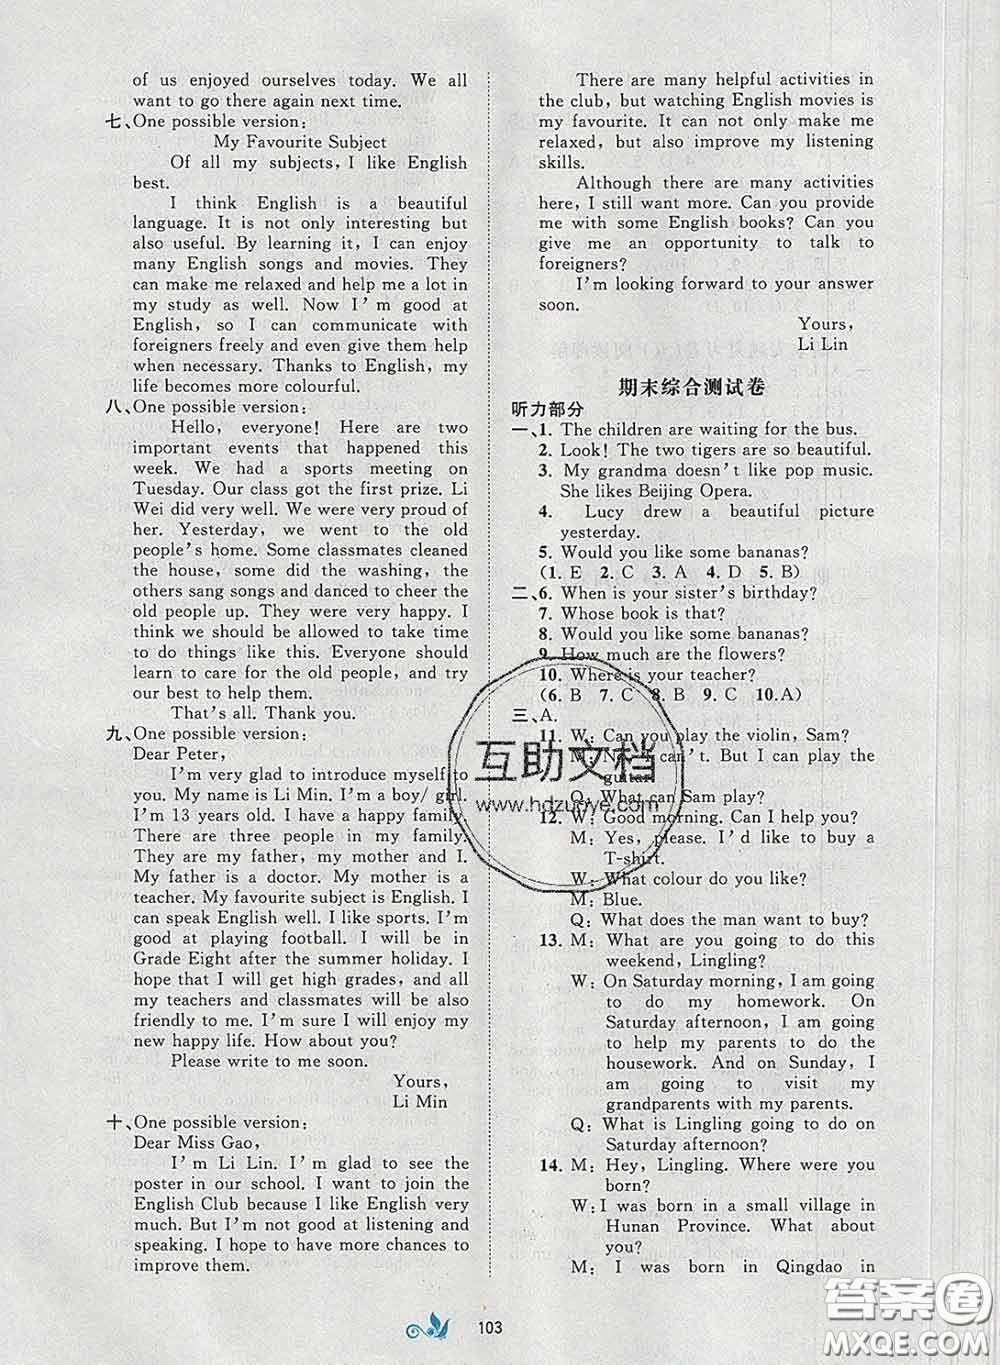 of us enjoyed ourselves today. We all
want to go there again next time.
七、One possible version:
My Favourite Subject
Of all my subjects, I like English
best.
I think English is a beautiful
language. It is not only interesting but
also useful. By learning it, I can enjoy
many English songs and movies. They
can make me relaxed and help me a lot in
my study as well. Now I'm good at
English, so I can communicate with
foreigners freely and even give them help
when necessary. Thanks to English, my
life becomes more colourful.
八、One possible version:
Hello, everyone! Here are two
important events that happened this
week. We had a sports meeting on
Tuesday. Our class got the first prize. Li
Wei did very well. We were very proud of
her. Yesterday, we went to the old
people's home. Some classmates cleaned
the house, some did the washing, the
others sang songs and danced to cheer the
old people up. They were very happy. I
think we should be allowed to take time
to do things like this. Everyone should
learn to care for the old people, and try
our best to help them.
That's all. Thank you.
九、One possible version:
Dear Peter,
I'm very glad to introduce myself to
you. My name is Li Min. I'm a boy/ girl.
I'm 13 years old. I have a happy family.
There are three people in my family.
They are my father, my mother and I.
My father is a doctor. My mother is a
teacher. My favourite subject is English. I
can speak English well. I like sports. I'm
good at playing football. I will be in
Grade Eight after the summer holiday. I
hope that I will get high grades, and all
my teachers and classmates will be also
friendly to me. I'm sure I will enjoy my
new happy life. How about you?
Please write to me soon.
Yours,
Li Min
十、One possible version:
Dear Miss Gao,
I'm Li Lin. I'm glad to see the
poster in our school. I want to join the
English Club because I like English very
much. But I'm not good at listening and
speaking. I hope to have more chances to
improve them.
There are many helpful activities in
the club, but watching English movies is
my favourite. It can not only make me
relaxed, but also improve my listening
skills.
Although there are many activities
here, I still want more. Can you provide
me with some English books? Can you
give me an opportunity to talk to
foreigners?
I'm looking forward to your answer
soon.
Yours,
Li Lin
期末综合测试卷
听力部分
一、1. The children are waiting for the bus.
2. Look! The two tigers are so beautiful.
3. My grandma doesn't like pop music.
She likes Beijing Opera.
4. Lucy drew a beautiful picture
yesterday.
5. Would you like some bananas?
(1. E 2. C 3. A 4. D 5. B)
二、6. When is your sister's birthday?
7. Whose book is that?
8. Would you like some bananas?
9. How much are the flowers?
10. Where is your teacher?
(6. B 7. C 8. B 9. C 10. A)
三、A.
11. W: Can you play the violin, Sam?
M: No, I can't. But I can play the
guitar.
Q: What can Sam play?
12. W: Good morning. Can I help you?
M: Yes, please. I'd like to buy a
T-shirt.
W: What colour do you like?
M: Blue.
Q: What does the man want to buy?
13. M: What are you going to do this
weekend, Lingling?
W: On Saturday morning, I am going
to do my homework. On
Saturday afternoon, I am going
to help my parents to do the
housework. And on Sunday, I
am going to visit my
grandparents with my parents.
Q: What is Lingling going to do on
Saturday afternoon?
14. M: Hey, Lingling. Where were you
born?
W: I was born in a small village in
Hunan Province. What about
you?
M: I was born in Qingdao in
互助文档
www.hdzuoye.com
103
答案圈
MXQE.COM